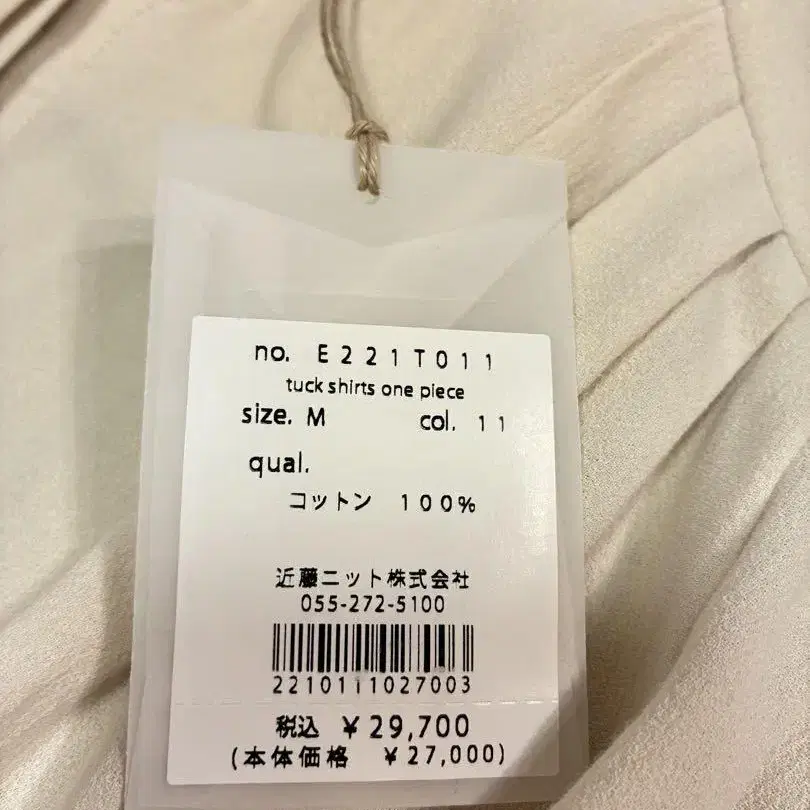 no. E221T011
tuck shirts one piece
size. M col. 11
qual.
コットン 100%
近藤ニット株式会社
055-272-5100
2210111027003
税込 ¥29,700
(本体価格 ¥27,000)